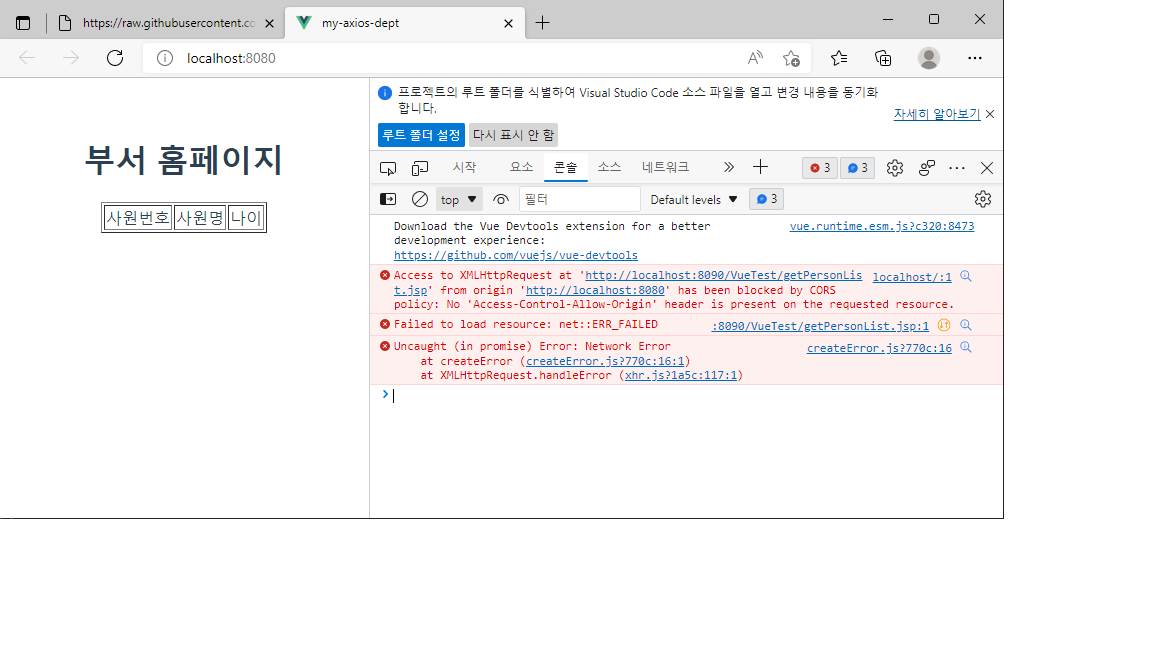 https://raw.githubusercontent.co
my-axios-dept
localhost:8080
부서 홈페이지
사원번호 사원명 나이
프로젝트의 루트 폴더를 식별하여 Visual Studio Code 소스 파일을 열고 변경 내용을 동기화
합니다.
자세히 알아보기
루트 폴더 설정 다시 표시 안 함
시작 요소 콘솔 소스 네트워크 3 3
top 필터 Default levels 3
Download the Vue Devtools extension for a better vue.runtime.esm.js?c320:8473
development experience:
https://github.com/vuejs/vue-devtools
Access to XMLHttpRequest at 'http://localhost:8090/VueTest/getPersonLis localhost/:1
t.jsp' from origin 'http://localhost:8080' has been blocked by CORS
policy: No 'Access-Control-Allow-Origin' header is present on the requested resource.
Failed to load resource: net::ERR_FAILED :8090/VueTest/getPersonList.jsp:1
Uncaught (in promise) Error: Network Error createError.js?770c:16
at createError (createError.js?770c:16:1)
at XMLHttpRequest.handleError (xhr.js?1a5c:117:1)